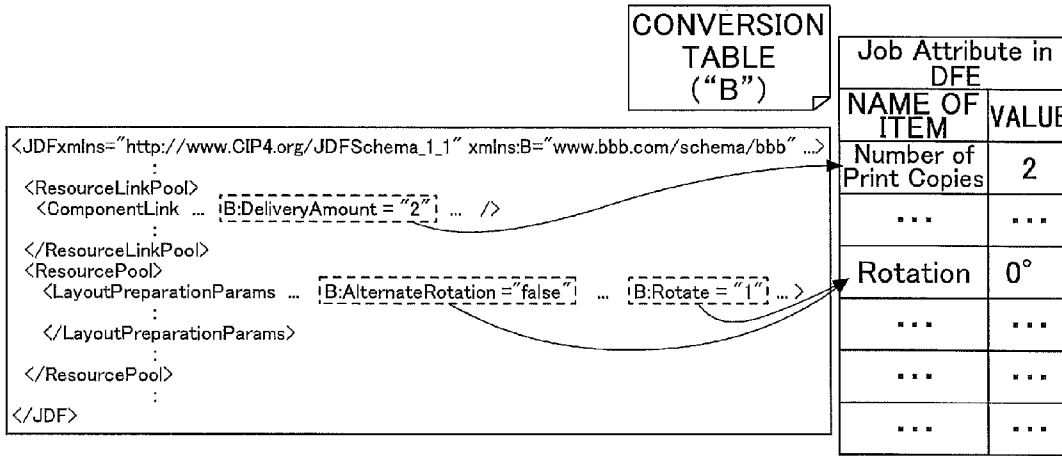 CONVERSION
TABLE
("B")
Job Attribute in
DFE
NAME OF
ITEM
VALUE
Number of
Print Copies
2
...
...
Rotation
0°
...
...
...
...
...
...
<JDFxmlns="http://www.CIP4.org/JDFSchema_1_1" xmlns:B="www.bbb.com/schema/bbb" ...>
:
<ResourceLinkPool>
<ComponentLink ... B:DeliveryAmount = "2" ... />
:
</ResourceLinkPool>
<ResourcePool>
<LayoutPreparationParams ... B:AlternateRotation ="false" ... B:Rotate = "1" ... >
:
</LayoutPreparationParams>
:
</ResourcePool>
:
</JDF>